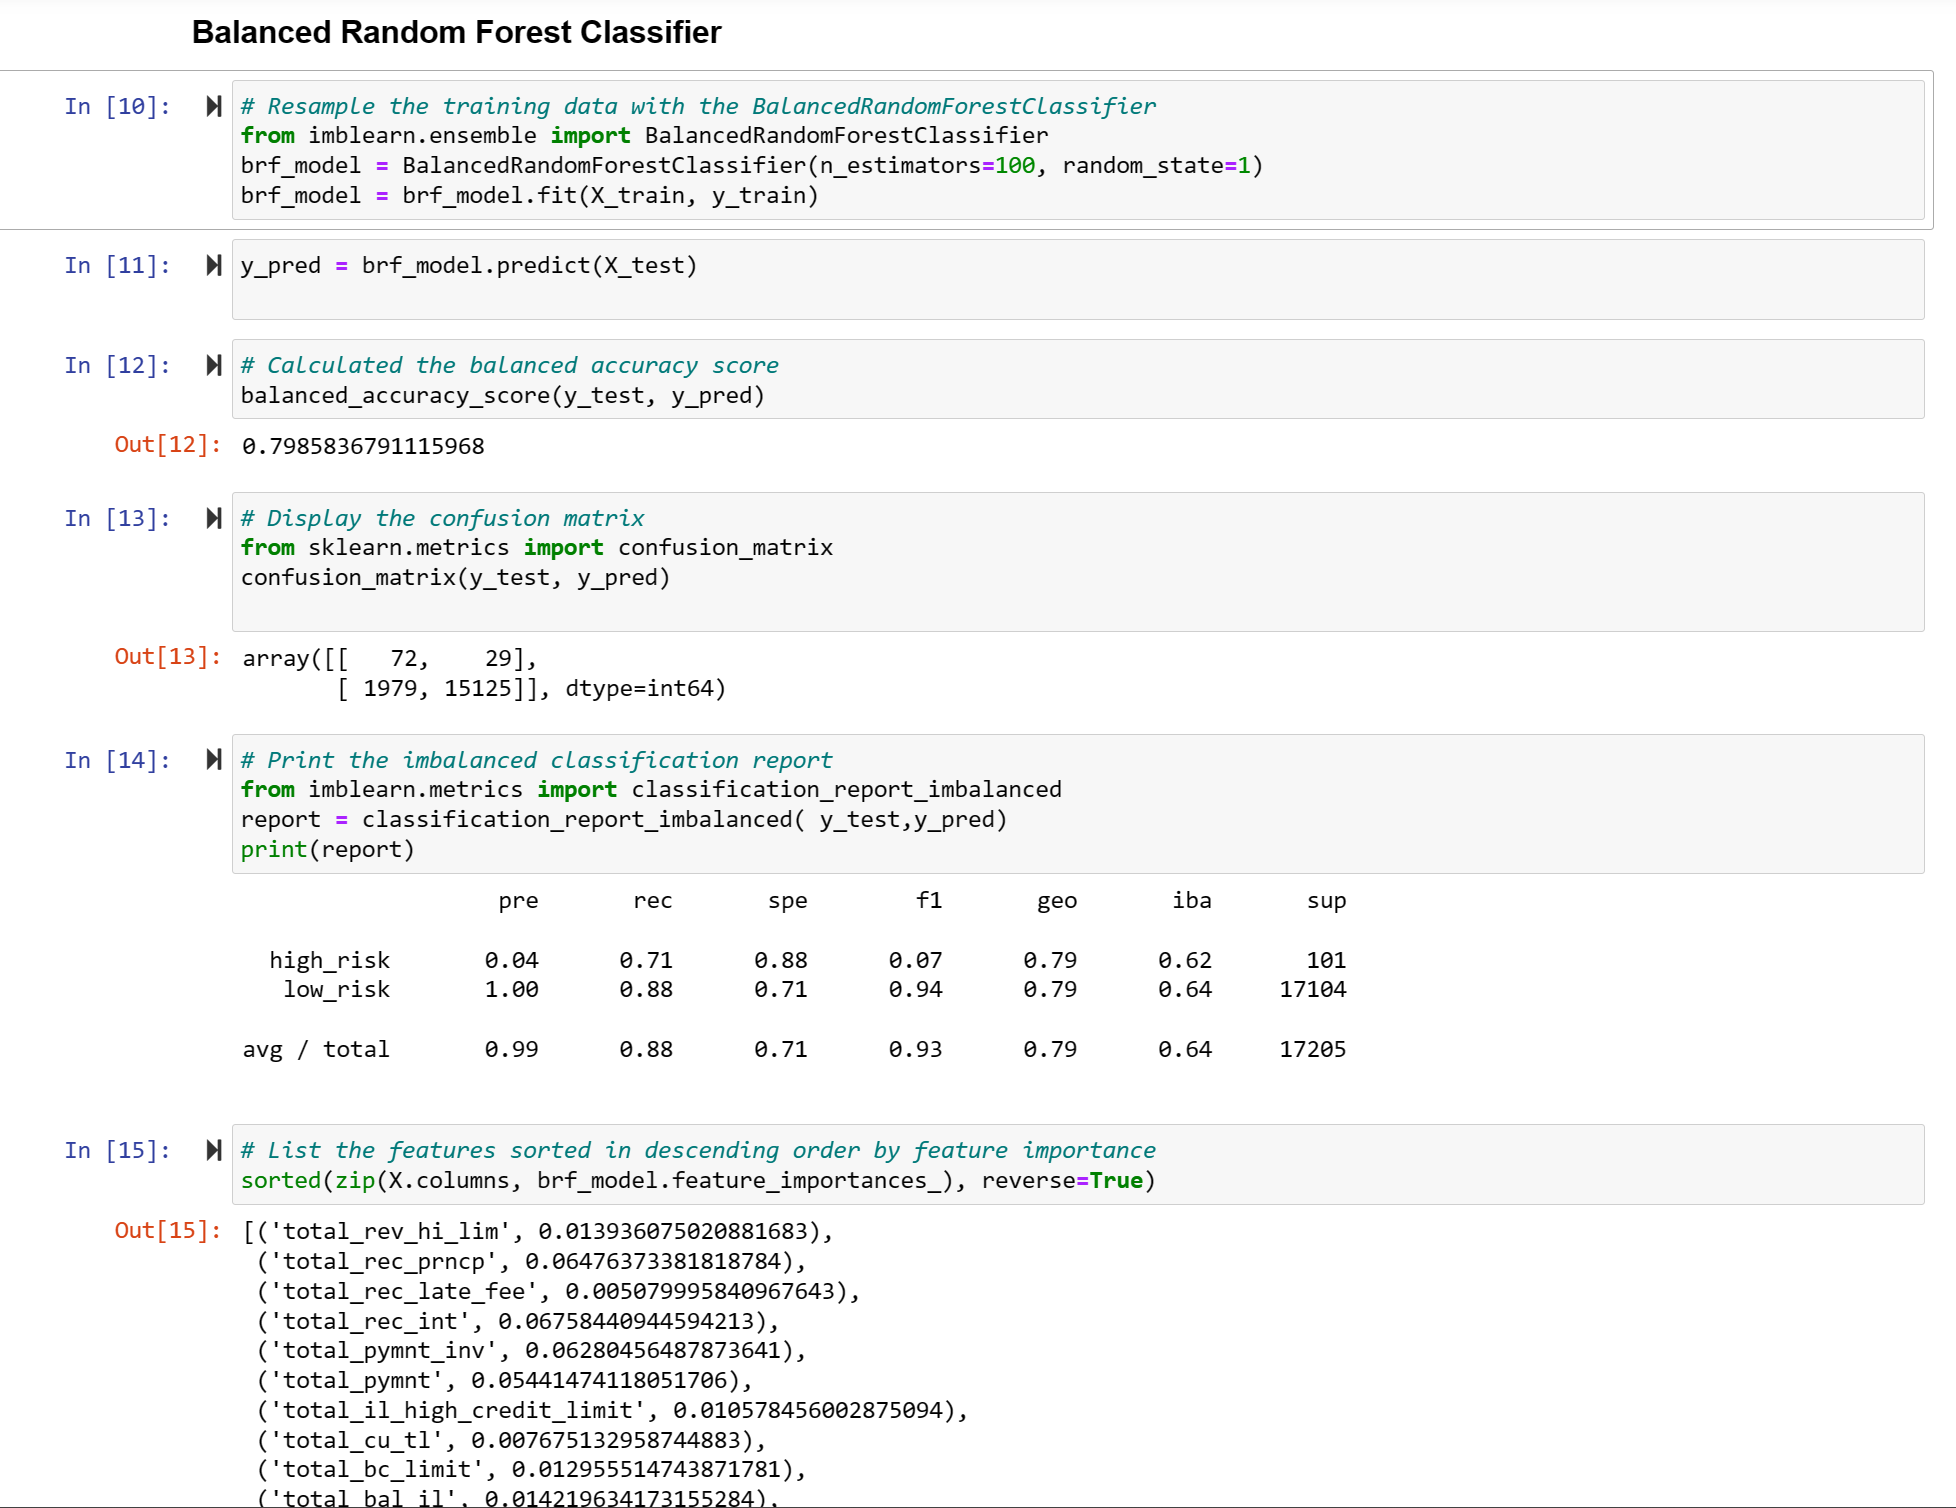 Balanced Random Forest Classifier
In [10]:
# Resample the training data with the BalancedRandomForestClassifier
from imblearn.ensemble import BalancedRandomForestClassifier
brf_model = BalancedRandomForestClassifier(n_estimators=100, random_state=1)
brf_model = brf_model.fit(X_train, y_train)
In [11]:
y_pred = brf_model.predict(X_test)
In [12]:
# Calculated the balanced accuracy score
balanced_accuracy_score(y_test, y_pred)
Out[12]: 0.7985836791115968
In [13]:
# Display the confusion matrix
from sklearn.metrics import confusion_matrix
confusion_matrix(y_test, y_pred)
Out[13]: array([[   72,    29],
       [ 1979, 15125]], dtype=int64)
In [14]:
# Print the imbalanced classification report
from imblearn.metrics import classification_report_imbalanced
report = classification_report_imbalanced( y_test,y_pred)
print(report)
pre rec spe f1 geo iba sup
high_risk 0.04 0.71 0.88 0.07 0.79 0.62 101
low_risk 1.00 0.88 0.71 0.94 0.79 0.64 17104
avg / total 0.99 0.88 0.71 0.93 0.79 0.64 17205
In [15]:
# List the features sorted in descending order by feature importance
sorted(zip(X.columns, brf_model.feature_importances_), reverse=True)
Out[15]: [('total_rev_hi_lim', 0.013936075020881683),
('total_rec_prncp', 0.06476373381818784),
('total_rec_late_fee', 0.005079995840967643),
('total_rec_int', 0.06758440944594213),
('total_pymnt_inv', 0.06280456487873641),
('total_pymnt', 0.05441474118051706),
('total_il_high_credit_limit', 0.010578456002875094),
('total_cu_tl', 0.007675132958744883),
('total_bc_limit', 0.012955514743871781),
('total_bal_il', 0.014219634173155284),